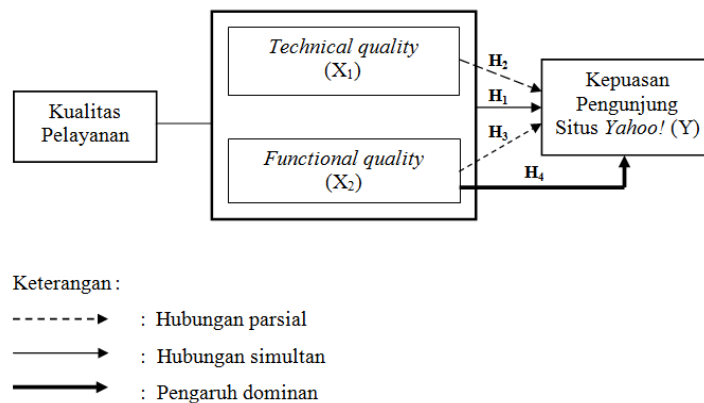 Kualitas
Pelayanan
Technical quality
(X1)
Functional quality
(X2)
H2
H1
H3
H4
Kepuasan
Pengunjung
Situs Yahoo! (Y)
Keterangan :
: Hubungan parsial
: Hubungan simultan
: Pengaruh dominan